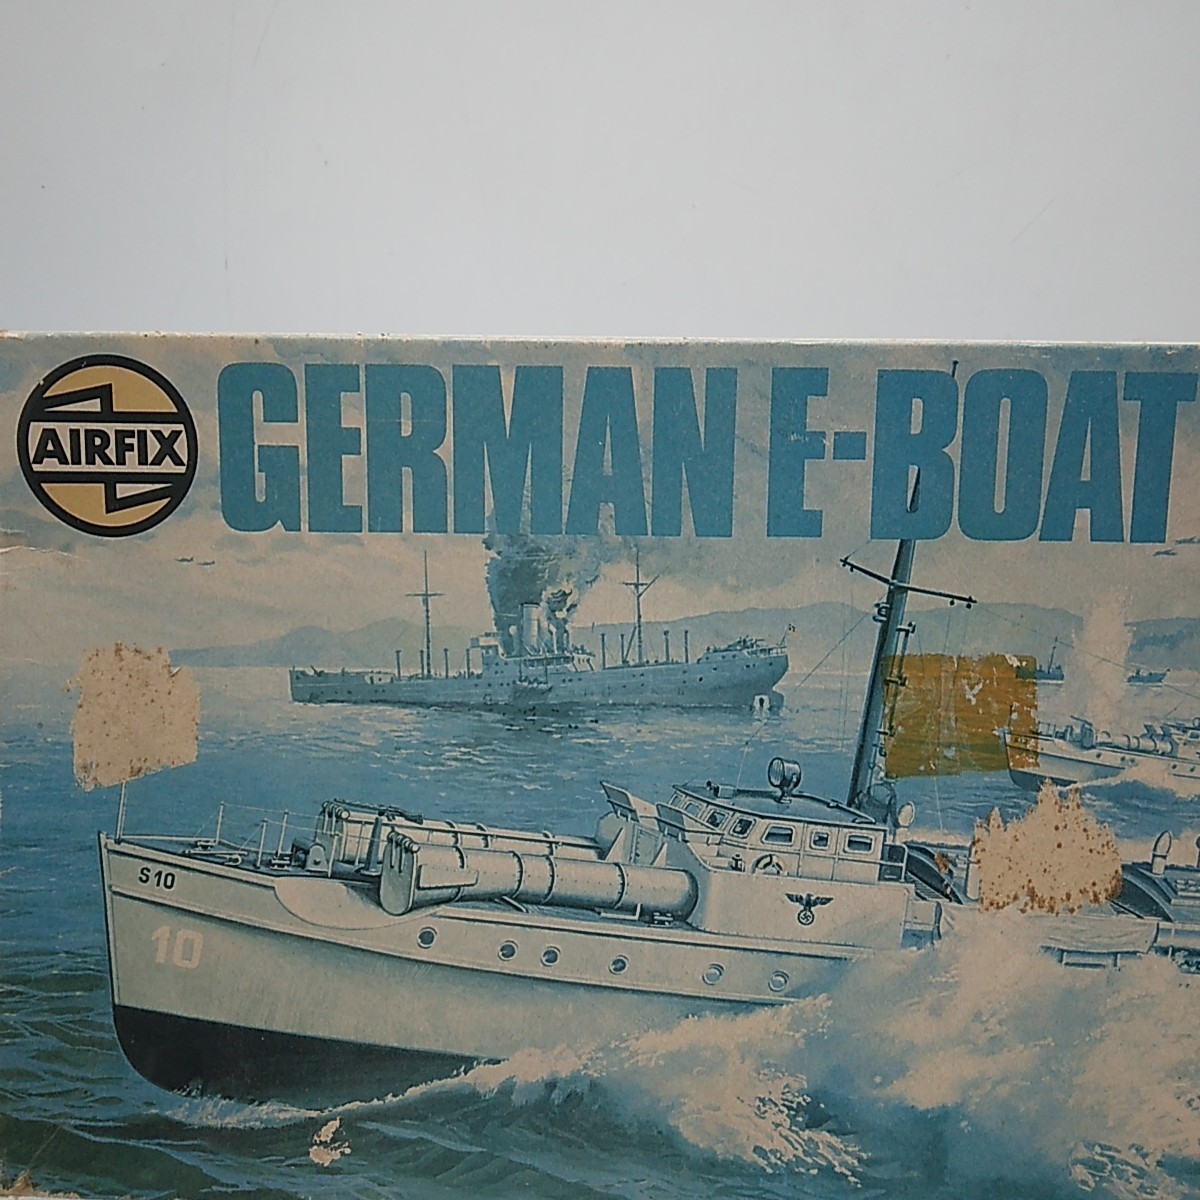 AIRFIX
GERMAN E-BOAT
S10
10